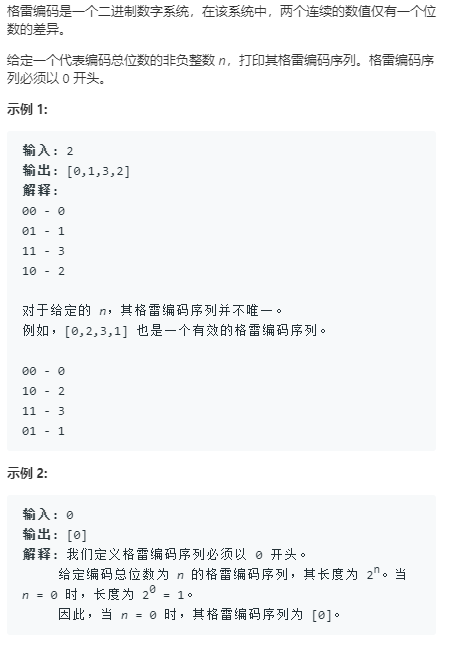 格雷编码是一个二进制数字系统，在该系统中，两个连续的数值仅有一个位
数的差异。
给定一个代表编码总位数的非负整数 n，打印其格雷编码序列。格雷编码序
列必须以 0 开头。
示例 1:
输入: 2
输出: [0,1,3,2]
解释:
00 - 0
01 - 1
11 - 3
10 - 2
对于给定的 n，其格雷编码序列并不唯一。
例如，[0,2,3,1] 也是一个有效的格雷编码序列。
00 - 0
10 - 2
11 - 3
01 - 1
示例 2:
输入: 0
输出: [0]
解释: 我们定义格雷编码序列必须以 0 开头。
给定编码总位数为 n 的格雷编码序列，其长度为 2ⁿ。当
n = 0 时，长度为 2⁰ = 1。
因此，当 n = 0 时，其格雷编码序列为 [0]。